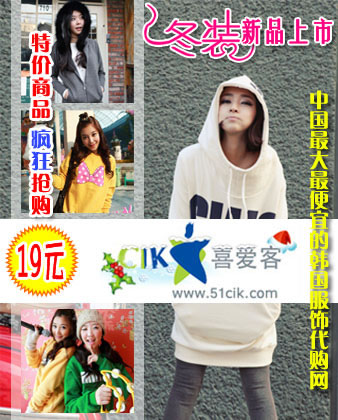 冬装新品上市
特价商品 疯狂抢购
中国最大最便宜的韩国服饰代购网
19元
CIK 喜爱客
www.51cik.com
710